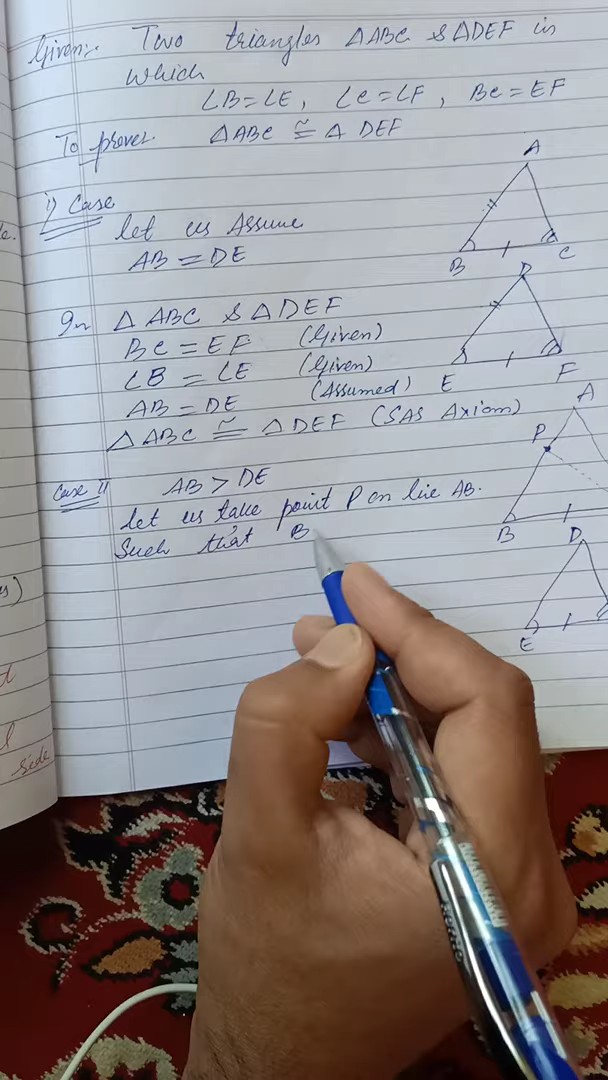 Given:- Two triangles △ABC & △DEF in
which
∠B=∠E, ∠C=∠F, BC=EF
To prove:- △ABC ≅ △DEF
i) Case
let us Assume
AB = DE
In △ABC & △DEF
BC = EF (Given)
∠B = ∠E (Given)
AB = DE (Assumed)
△ABC ≅ △DEF (SAS Axiom)
Case II AB > DE
let us take point P on lie AB.
Such that B
A
B
C
D
E
F
A
P
B
D
E
side